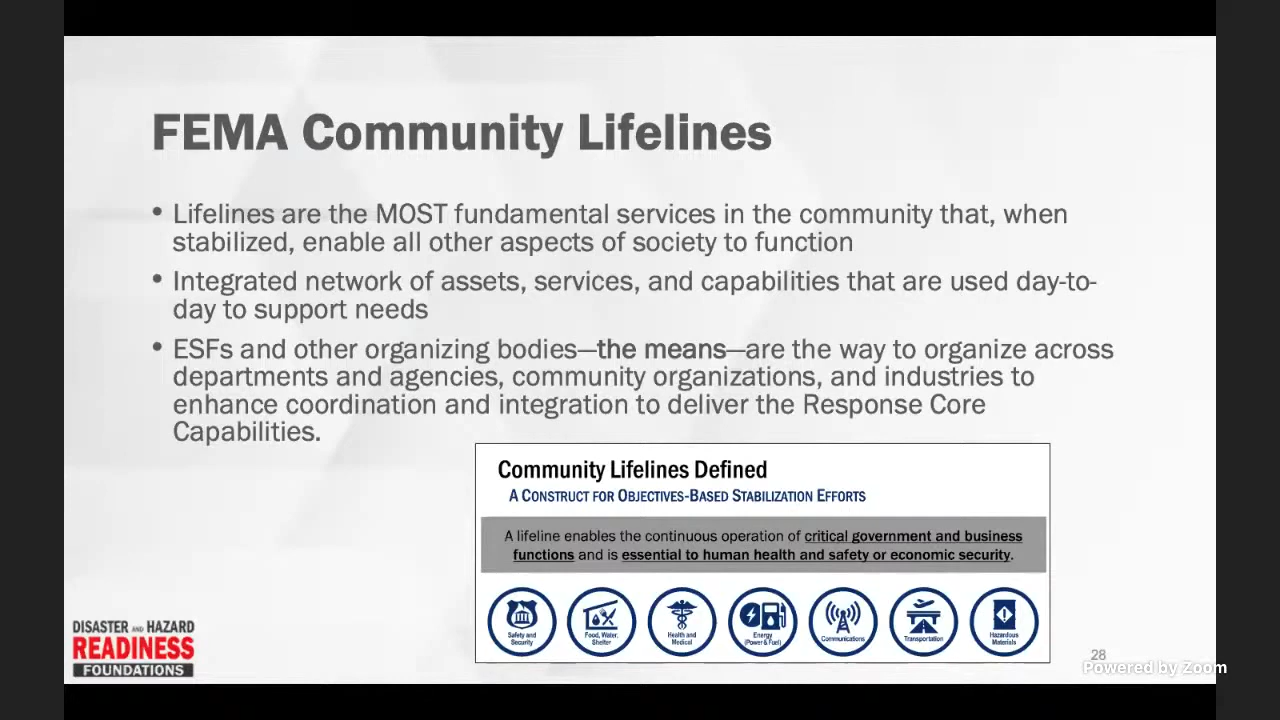 FEMA Community Lifelines
• Lifelines are the MOST fundamental services in the community that, when
stabilized, enable all other aspects of society to function
• Integrated network of assets, services, and capabilities that are used day-to-
day to support needs
• ESFs and other organizing bodies—the means—are the way to organize across
departments and agencies, community organizations, and industries to
enhance coordination and integration to deliver the Response Core
Capabilities.
Community Lifelines Defined
A Construct for Objectives-Based Stabilization Efforts
A lifeline enables the continuous operation of critical government and business
functions and is essential to human health and safety or economic security.
Safety and
Security
Food, Water,
Shelter
Health and
Medical
Energy
(Power & Fuel)
Communications
Transportation
Hazardous
Materials
DISASTER AND HAZARD
READINESS
FOUNDATIONS
28
Powered by Zoom